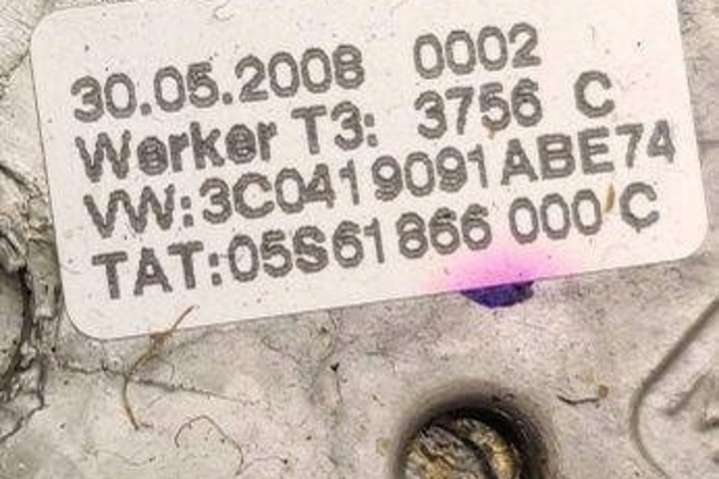 30.05.2008 0002
Werker T3: 3756 C
VW:3C0419091ABE74
TAT:05S61866 000 C